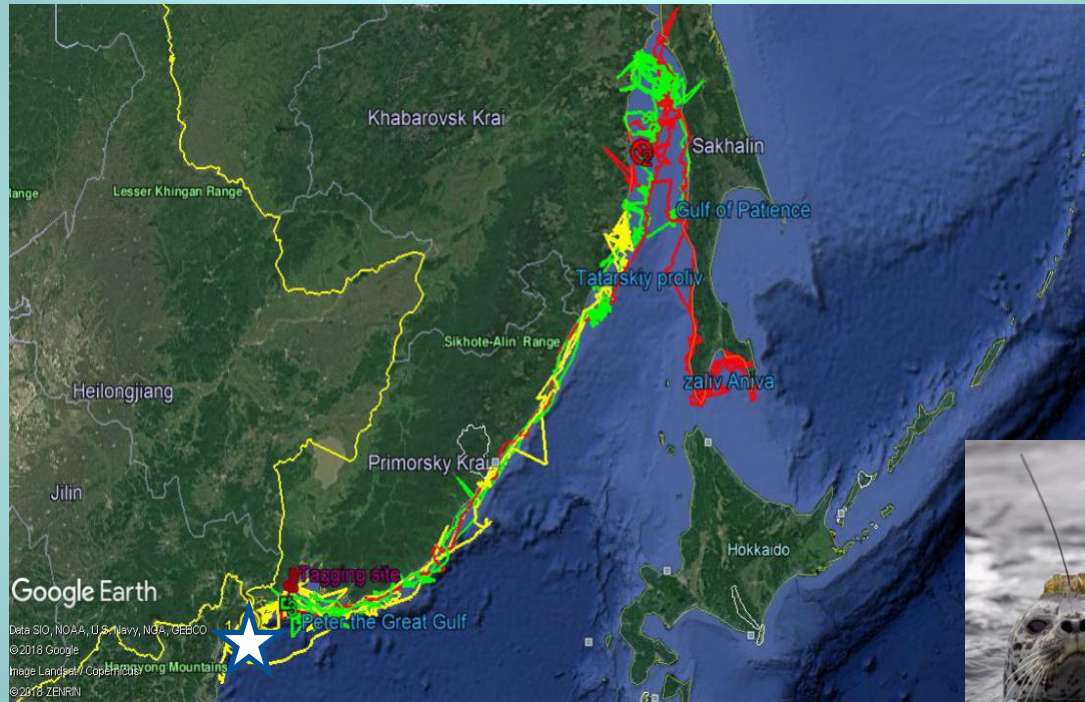 Khabarovsk Krai
Sakhalin
Lesser Khingan Range
Gulf of Patience
Tatarskiy proliv
Sikhote-Alin' Range
Heilongjiang
zaliv Aniva
Primorsky Krai
Jilin
Hokkaido
Tagging site
Google Earth
Peter the Great Gulf
Data SIO, NOAA, U.S. Navy, NGA, GEBCO
1
2
©2018 Google
Hamgyong Mountains
Image Landsat / Copernicus
©2018 ZENRIN